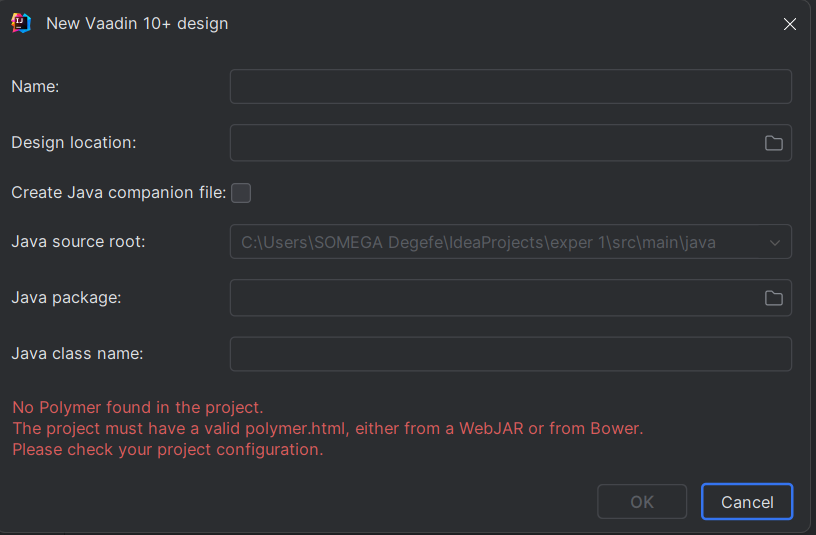 New Vaadin 10+ design
Name:
Design location:
Create Java companion file:
Java source root: C:\Users\SOMEGA Degefe\IdeaProjects\exper 1\src\main\java
Java package:
Java class name:
No Polymer found in the project.
The project must have a valid polymer.html, either from a WebJAR or from Bower.
Please check your project configuration.
OK Cancel